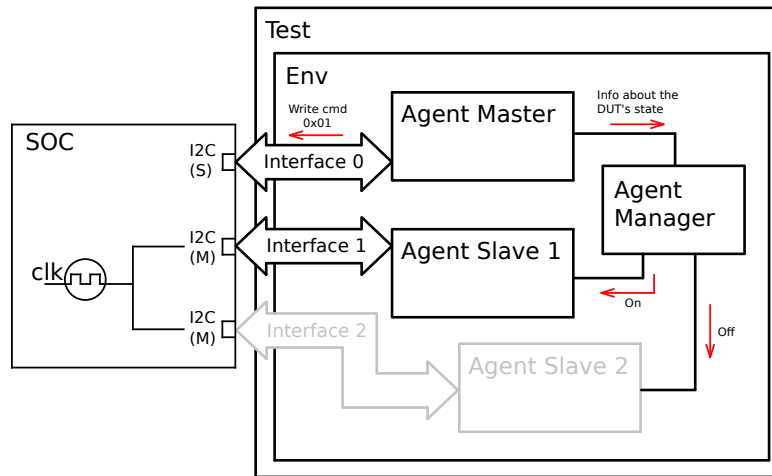 Test
Env
Write cmd
0x01
Agent Master
Info about the
DUT's state
SOC
I2C
(S)
Interface 0
Agent
Manager
I2C
(M)
Interface 1
Agent Slave 1
clk
On
I2C
(M)
Interface 2
Off
Agent Slave 2